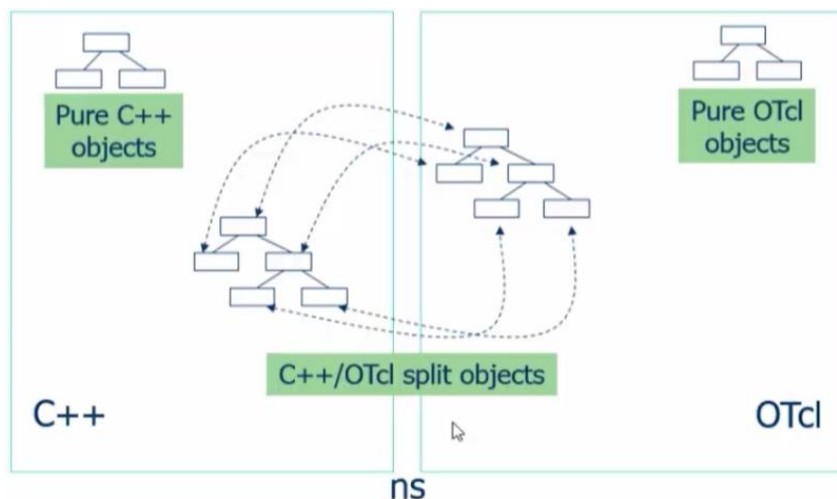 Pure C++
objects
Pure OTcl
objects
C++/OTcl split objects
C++
OTcl
ns